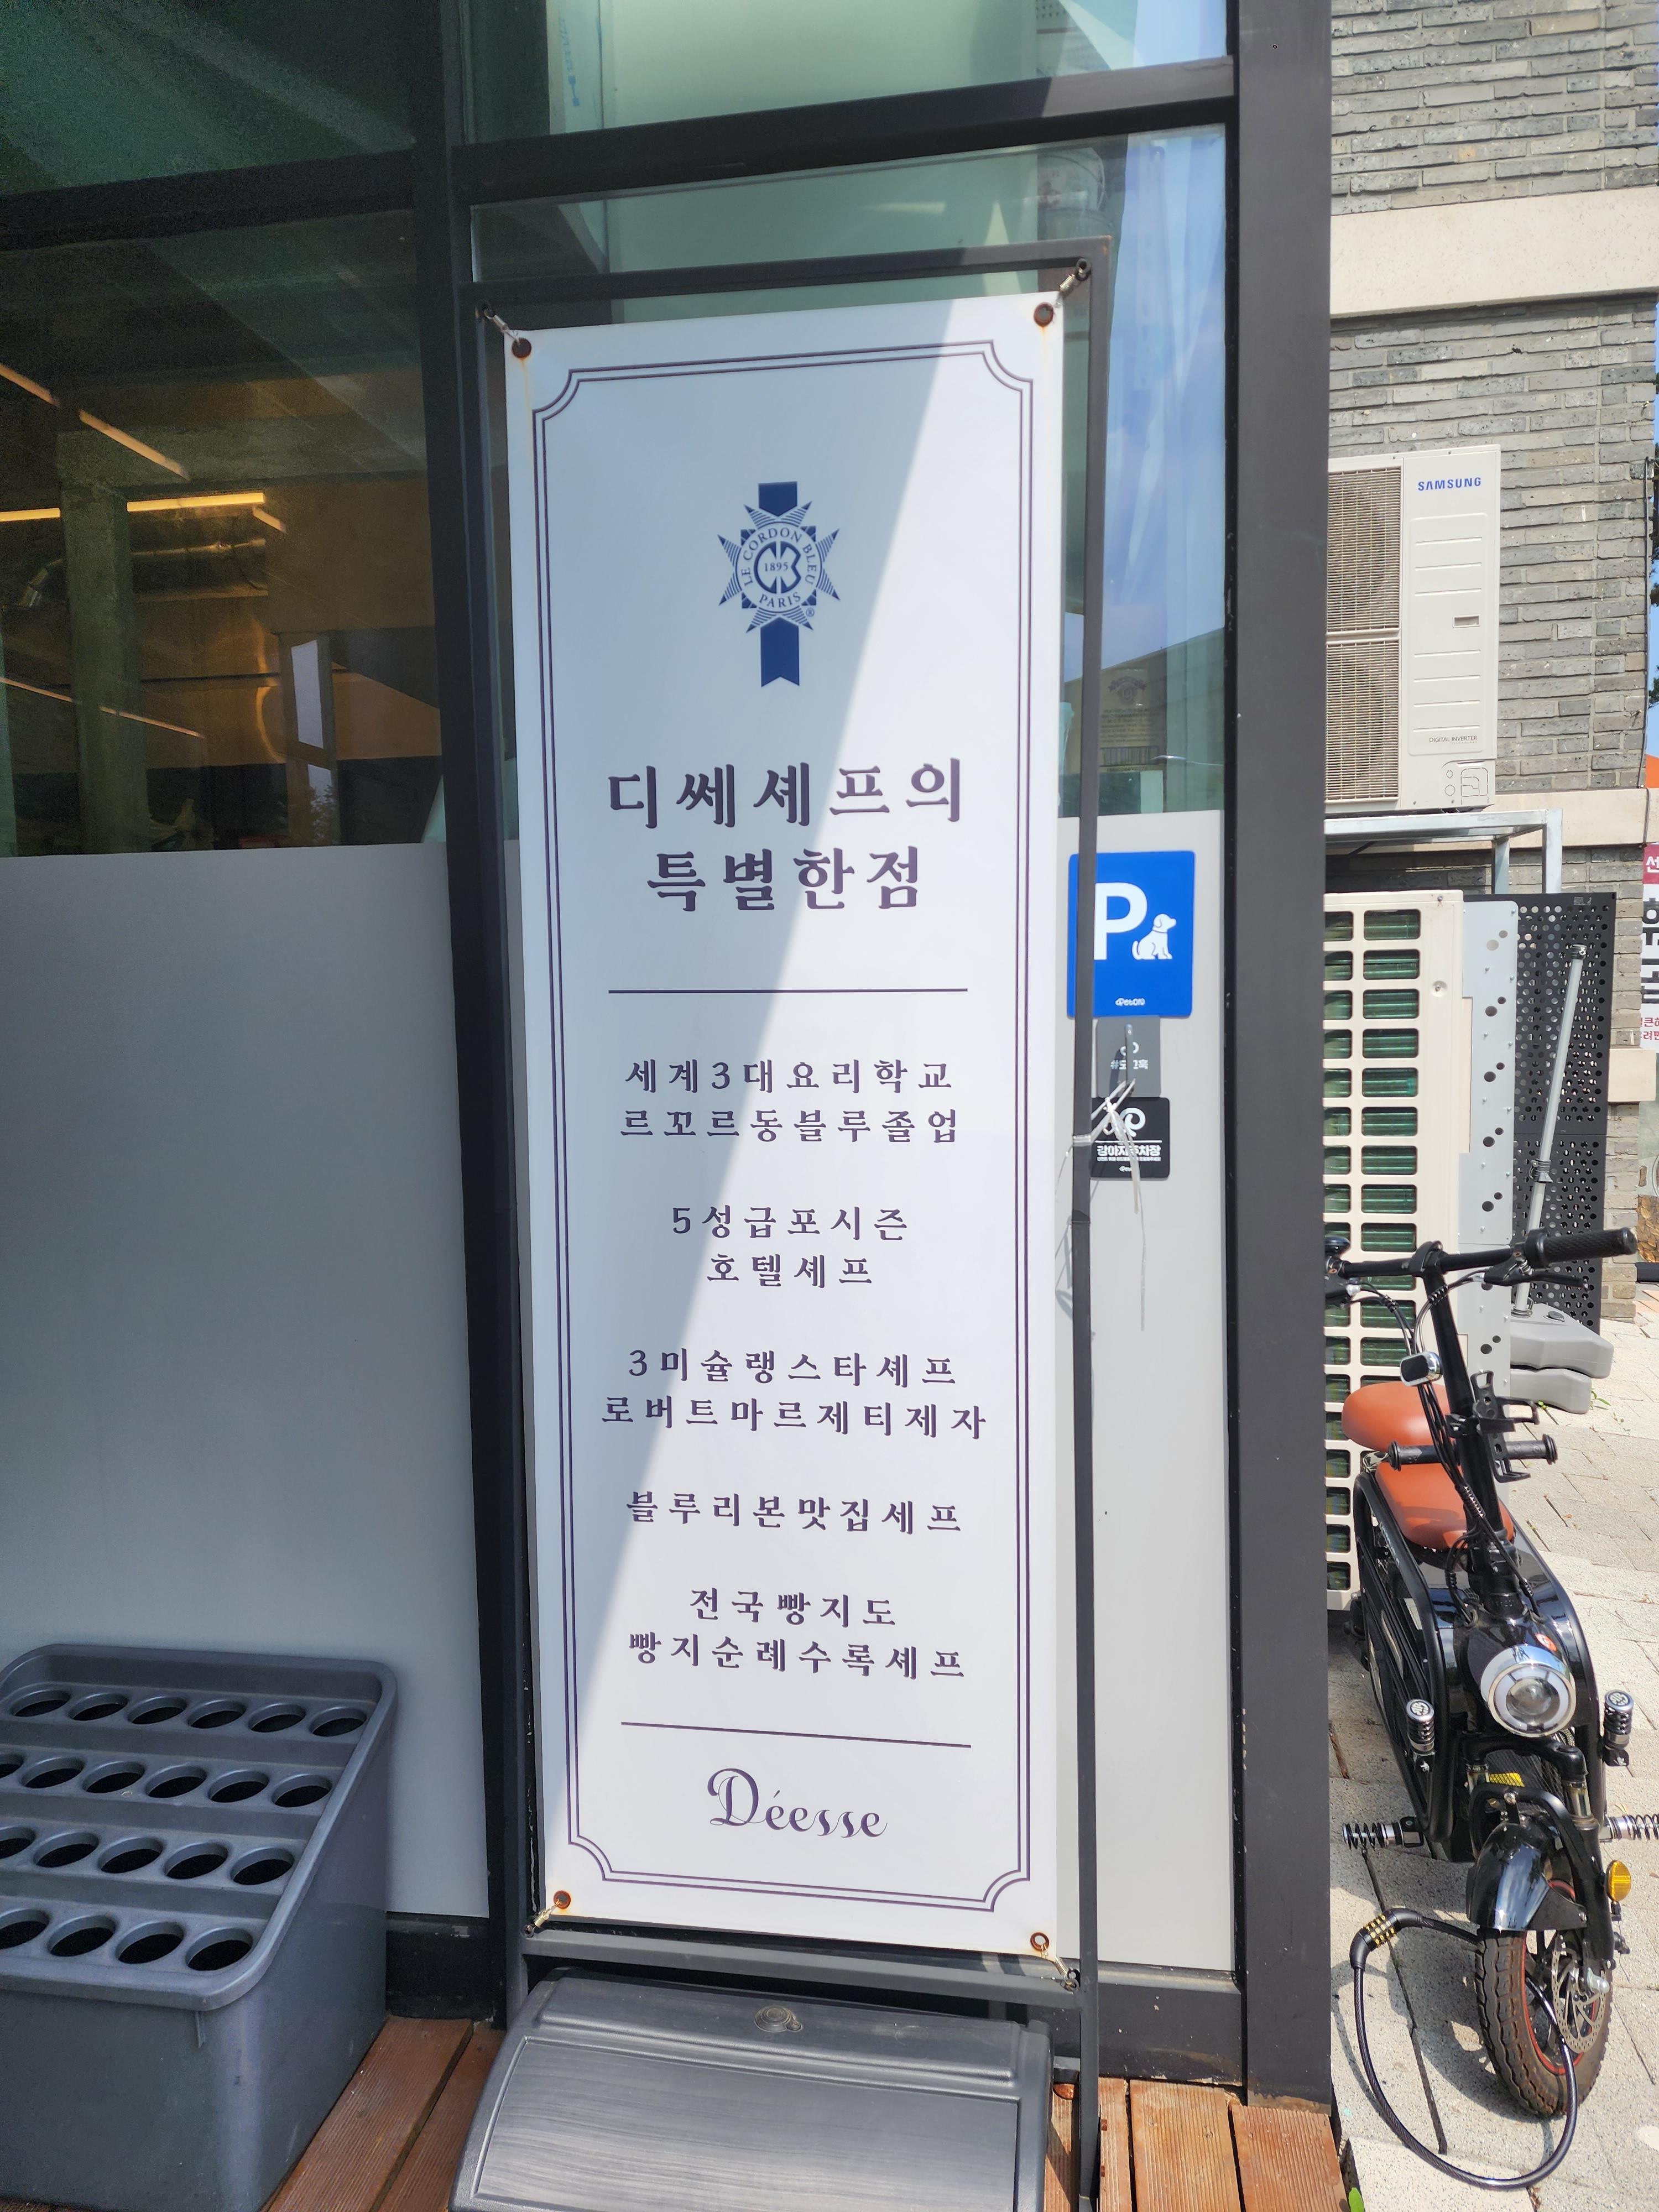 LE CORDON BLEU
1895
PARIS
®
디쎄셰프의
특별한점
세계3대요리학교
르꼬르동블루졸업
5성급포시즌
호텔셰프
3미슐랭스타셰프
로버트마르제티제자
블루리본맛집셰프
전국빵지도
빵지순례수록셰프
Déesse
P
SAMSUNG
DIGITAL INVERTER